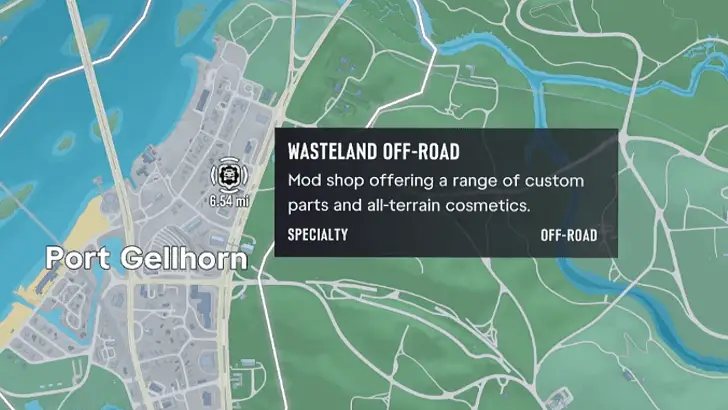 WASTELAND OFF-ROAD
Mod shop offering a range of custom
parts and all-terrain cosmetics.
SPECIALTY OFF-ROAD
6.54 mi
Port Gellhorn